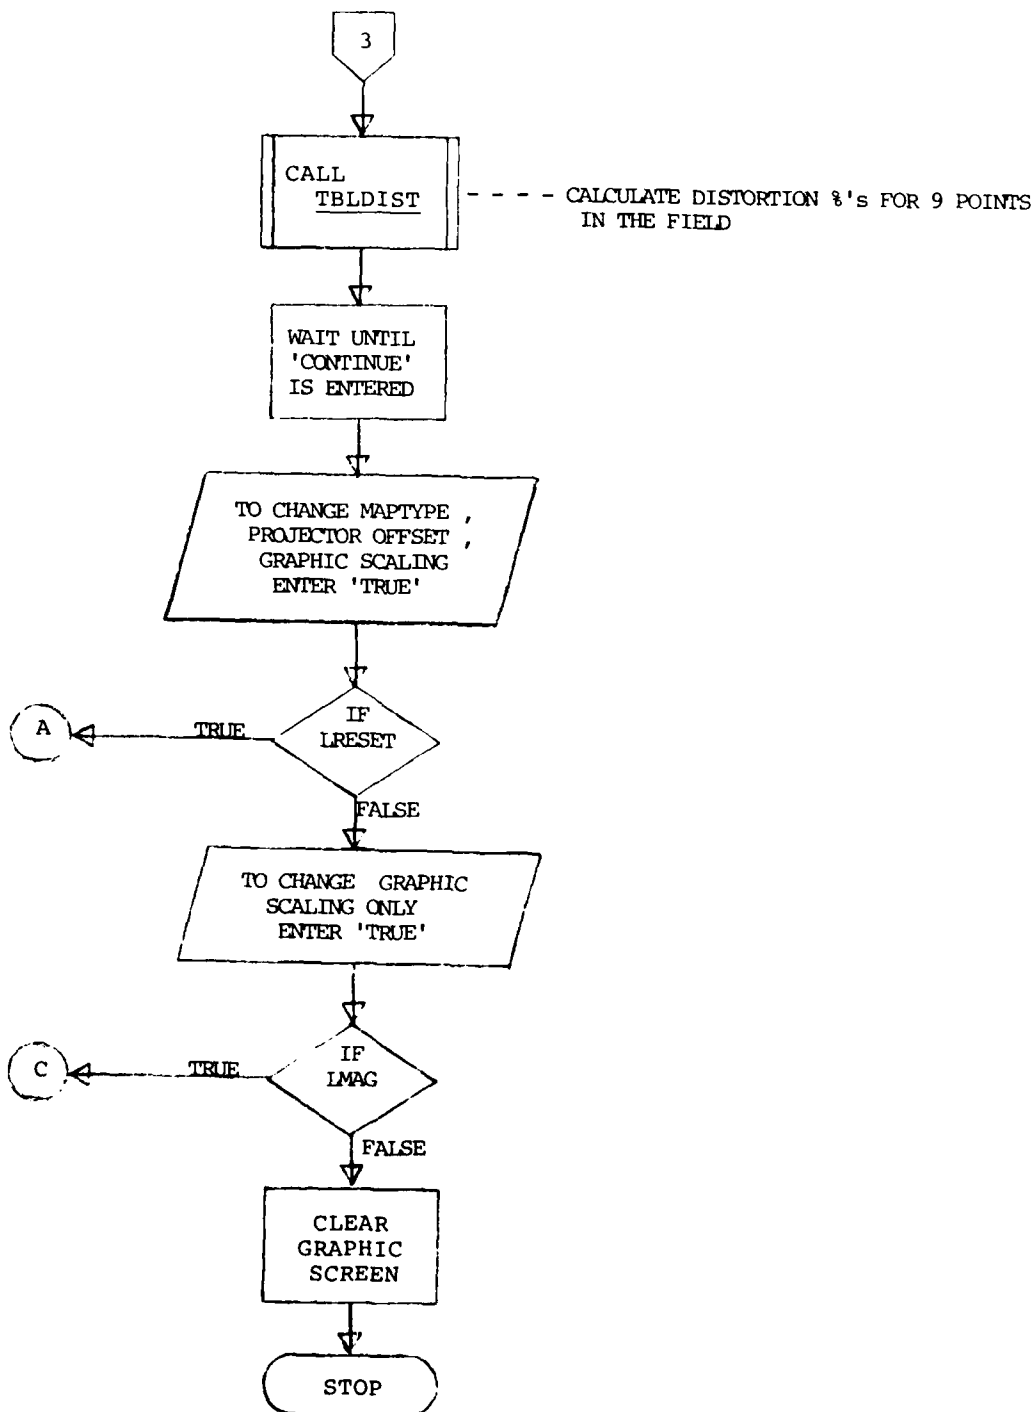 3
CALL
TBLDIST
- - - - CALCULATE DISTORTION %'s FOR 9 POINTS
IN THE FIELD
WAIT UNTIL
'CONTINUE'
IS ENTERED
TO CHANGE MAPTYPE ,
PROJECTOR OFFSET ,
GRAPHIC SCALING
ENTER 'TRUE'
IF
LRESET
TRUE
A
FALSE
TO CHANGE GRAPHIC
SCALING ONLY
ENTER 'TRUE'
IF
LMAG
TRUE
C
FALSE
CLEAR
GRAPHIC
SCREEN
STOP